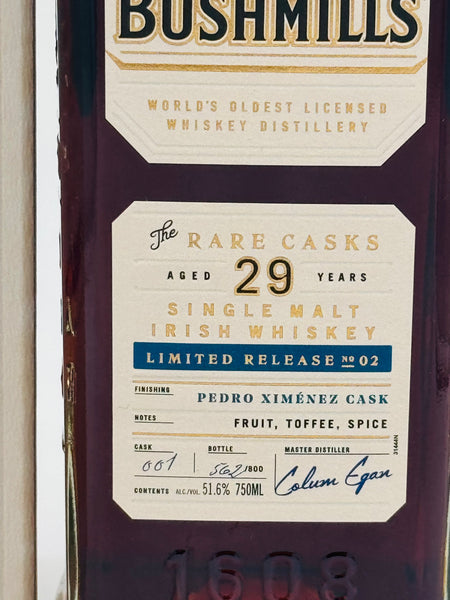 BUSHMILLS
WORLD'S OLDEST LICENSED
WHISKEY DISTILLERY
The RARE CASKS
AGED 29 YEARS
SINGLE MALT
IRISH WHISKEY
LIMITED RELEASE Nº 02
FINISHING PEDRO XIMÉNEZ CASK
NOTES FRUIT, TOFFEE, SPICE
CASK 001 BOTTLE 562/800 MASTER DISTILLER Colum Egan
CONTENTS ALC/VOL. 51.6% 750ML
1608